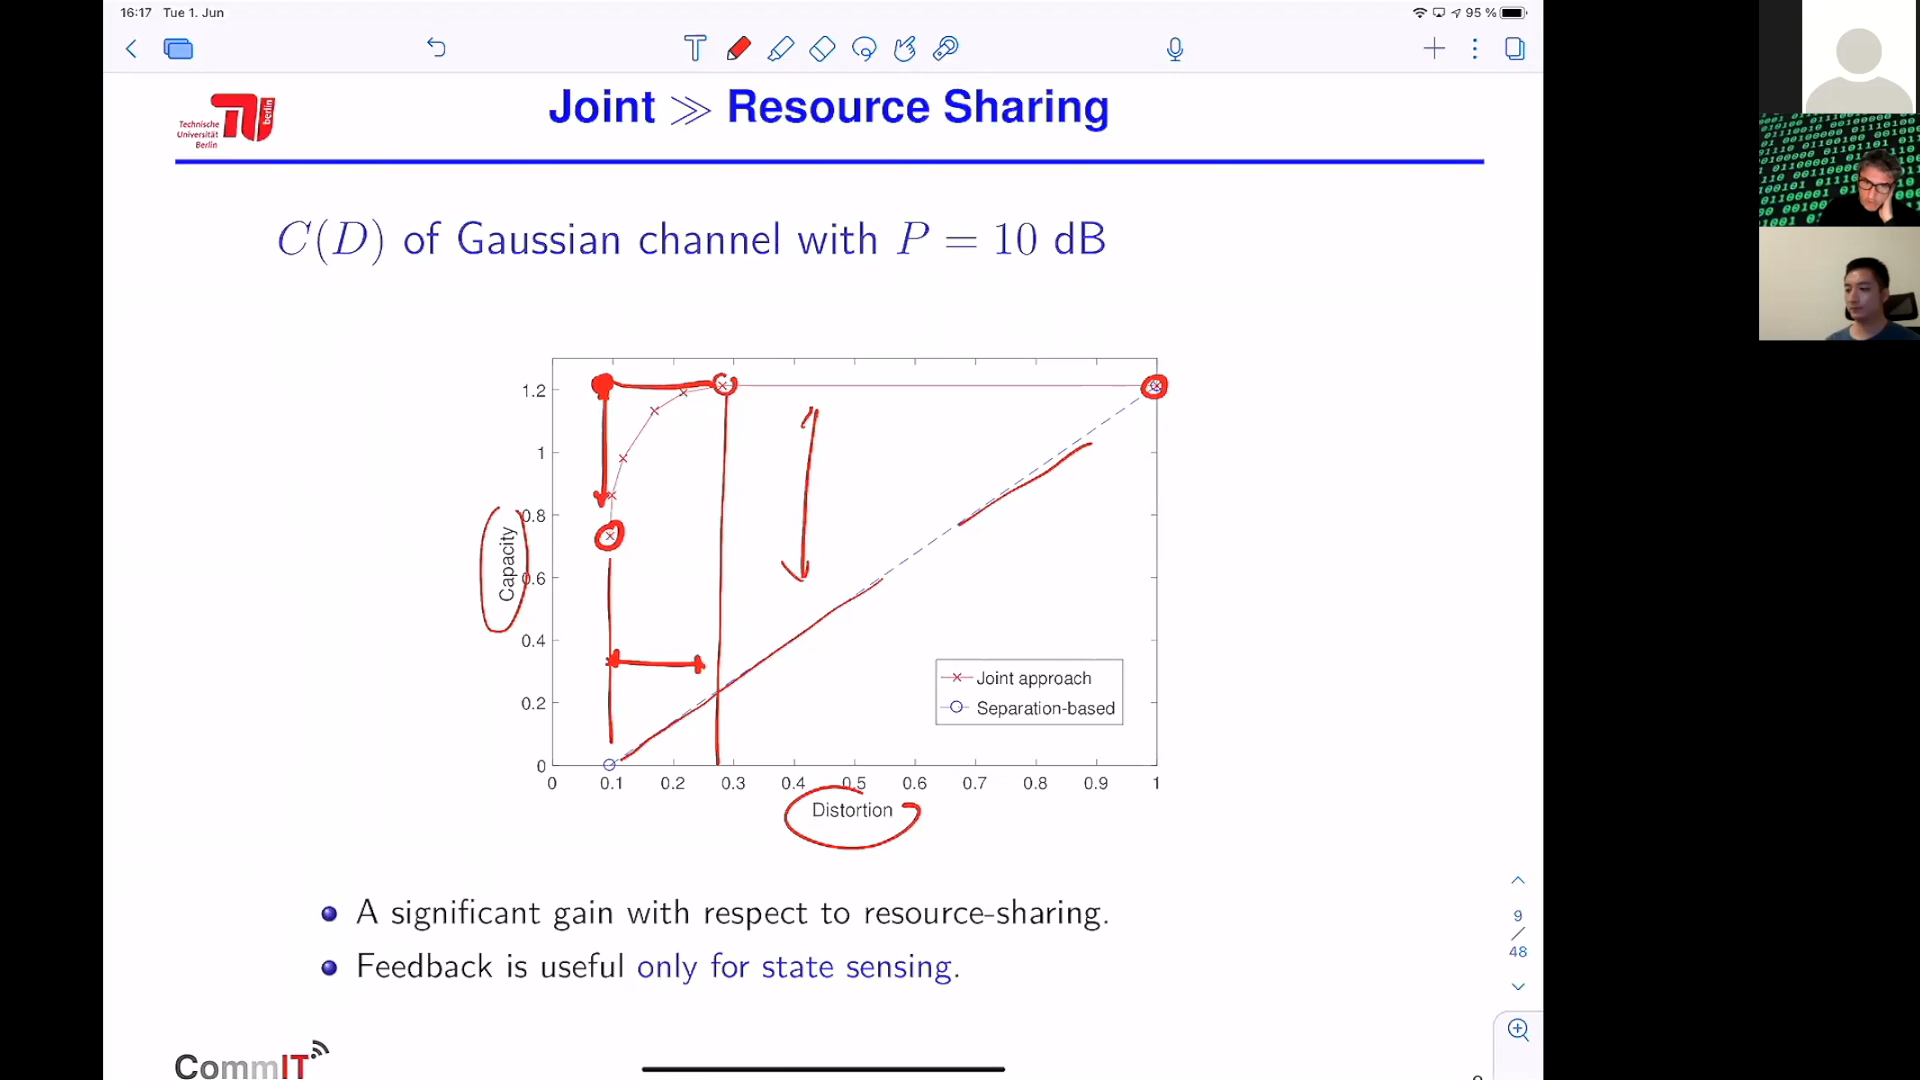 16:17 Tue 1. Jun
95 %
Technische
Universität
Berlin
berlin
Joint ≫ Resource Sharing
C(D) of Gaussian channel with P = 10 dB
1.2
1
0.8
0.6
0.4
0.2
0
Capacity
0 0.1 0.2 0.3 0.4 0.5 0.6 0.7 0.8 0.9 1
Distortion
Joint approach
Separation-based
A significant gain with respect to resource-sharing.
Feedback is useful only for state sensing.
9
/
48
CommIT